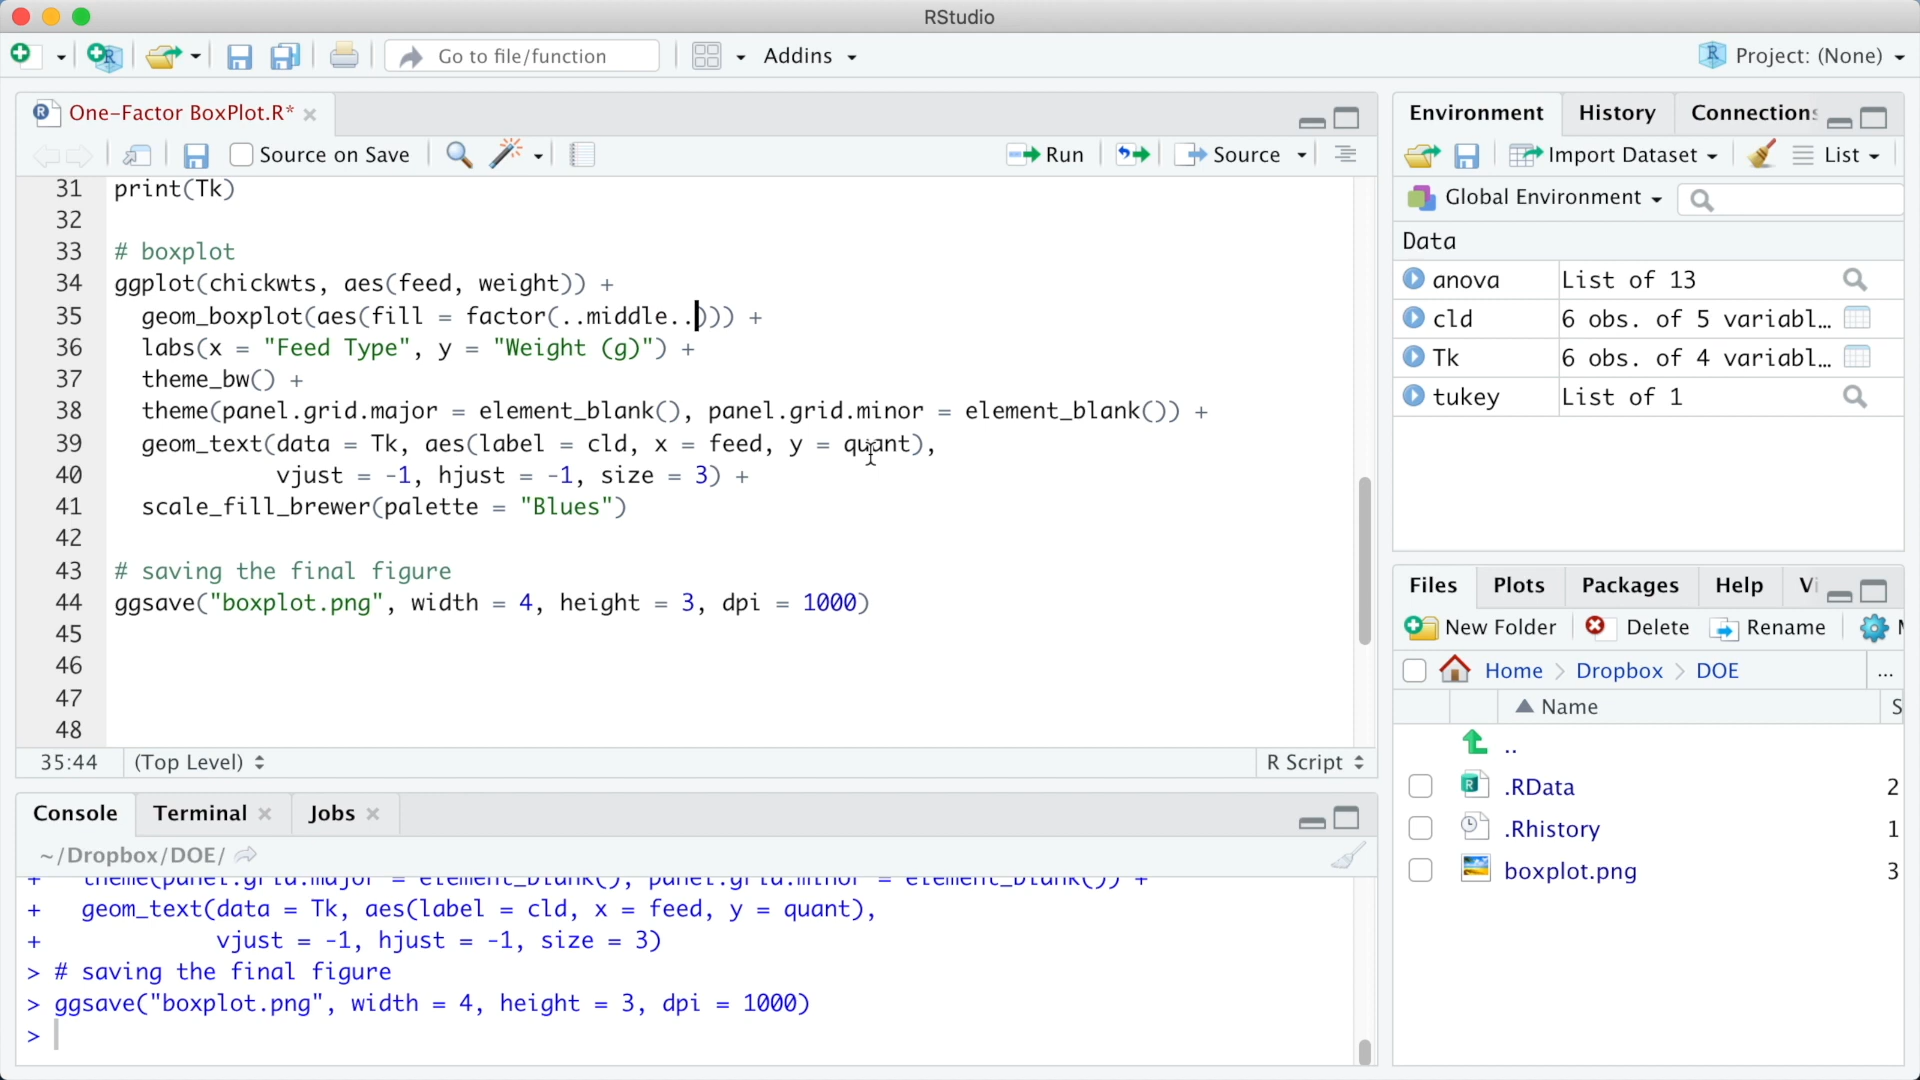 RStudio
Go to file/function
Addins
Project: (None)
One-Factor BoxPlot.R*
Source on Save
Run
Source
31 print(Tk)
32
33 # boxplot
34 ggplot(chickwts, aes(feed, weight)) +
35   geom_boxplot(aes(fill = factor(..middle..))) +
36   labs(x = "Feed Type", y = "Weight (g)") +
37   theme_bw() +
38   theme(panel.grid.major = element_blank(), panel.grid.minor = element_blank()) +
39   geom_text(data = Tk, aes(label = cld, x = feed, y = quant),
40             vjust = -1, hjust = -1, size = 3) +
41   scale_fill_brewer(palette = "Blues")
42
43 # saving the final figure
44 ggsave("boxplot.png", width = 4, height = 3, dpi = 1000)
45
46
47
48
35:44 (Top Level) R Script
Console Terminal Jobs
~/Dropbox/DOE/
+   theme(panel.grid.major = element_blank(), panel.grid.minor = element_blank()) +
+   geom_text(data = Tk, aes(label = cld, x = feed, y = quant),
+             vjust = -1, hjust = -1, size = 3)
> # saving the final figure
> ggsave("boxplot.png", width = 4, height = 3, dpi = 1000)
>
Environment History Connections
Import Dataset List
Global Environment
Data
anova List of 13
cld 6 obs. of 5 variabl…
Tk 6 obs. of 4 variabl…
tukey List of 1
Files Plots Packages Help Vi
New Folder Delete Rename
Home Dropbox DOE ...
Name S
..
.RData 2
.Rhistory 1
boxplot.png 3